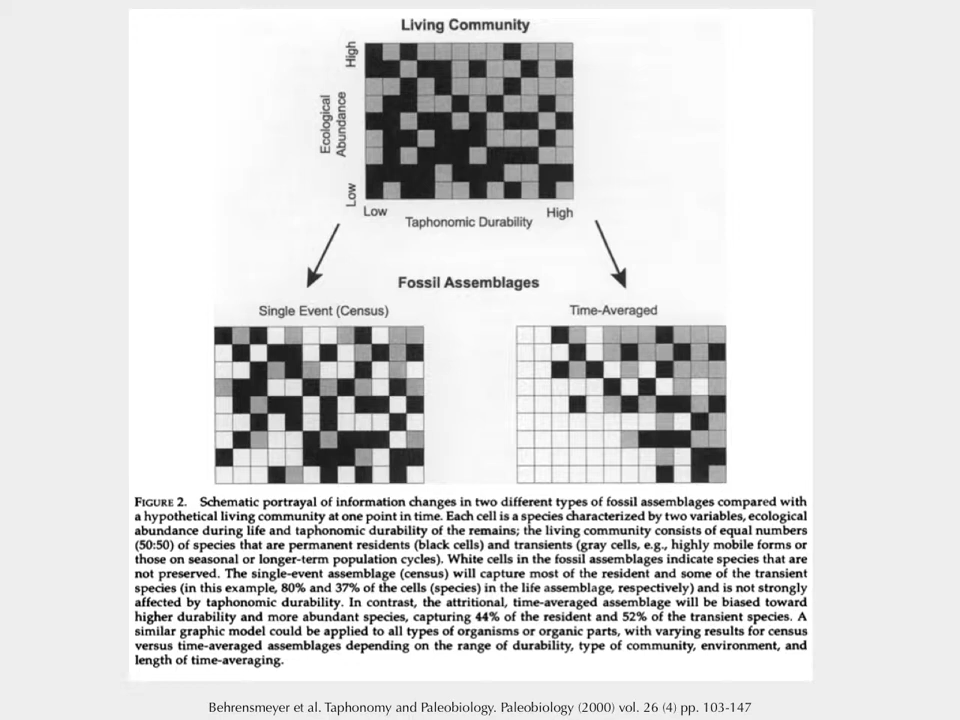 Living Community
High
Ecological
Abundance
Low
Low
High
Taphonomic Durability
Fossil Assemblages
Single Event (Census)
Time-Averaged
FIGURE 2. Schematic portrayal of information changes in two different types of fossil assemblages compared with
a hypothetical living community at one point in time. Each cell is a species characterized by two variables, ecological
abundance during life and taphonomic durability of the remains; the living community consists of equal numbers
(50:50) of species that are permanent residents (black cells) and transients (gray cells, e.g., highly mobile forms or
those on seasonal or longer-term population cycles). White cells in the fossil assemblages indicate species that are
not preserved. The single-event assemblage (census) will capture most of the resident and some of the transient
species (in this example, 80% and 37% of the cells (species) in the life assemblage, respectively) and is not strongly
affected by taphonomic durability. In contrast, the attritional, time-averaged assemblage will be biased toward
higher durability and more abundant species, capturing 44% of the resident and 52% of the transient species. A
similar graphic model could be applied to all types of organisms or organic parts, with varying results for census
versus time-averaged assemblages depending on the range of durability, type of community, environment, and
length of time-averaging.
Behrensmeyer et al. Taphonomy and Paleobiology. Paleobiology (2000) vol. 26 (4) pp. 103-147